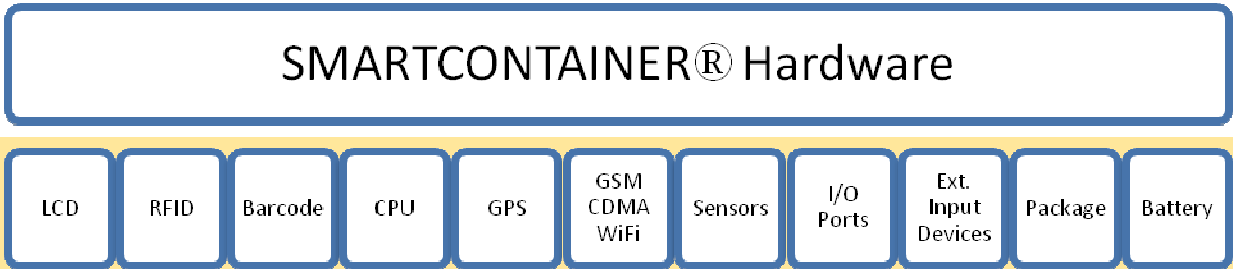 SMARTCONTAINER® Hardware
LCD
RFID
Barcode
CPU
GPS
GSM
CDMA
WiFi
Sensors
I/O
Ports
Ext.
Input
Devices
Package
Battery